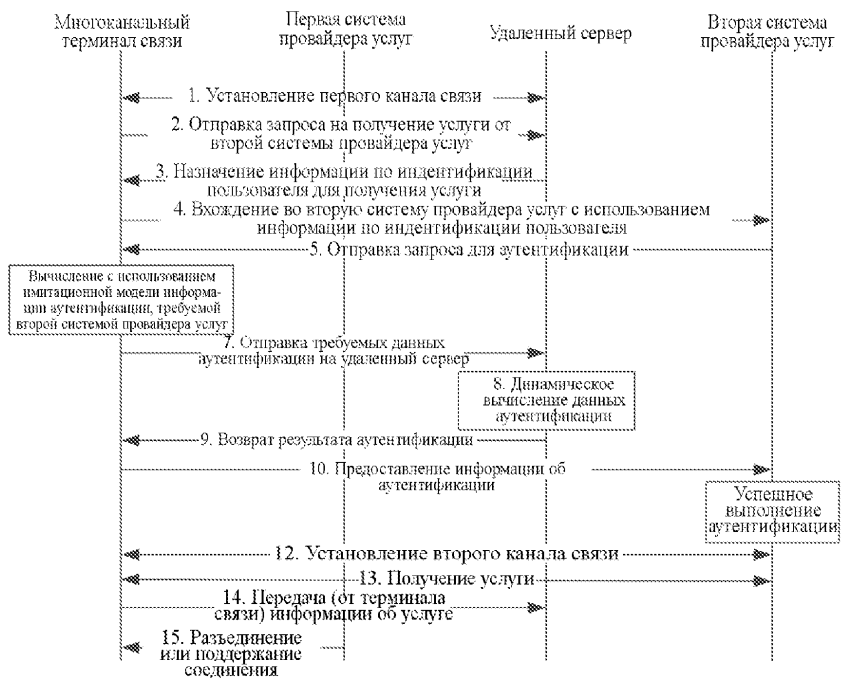 Многоканальный
терминал связи
Первая система
провайдера услуг
Удаленный сервер
Вторая система
провайдера услуг
1. Установление первого канала связи
2. Отправка запроса на получение услуги от
второй системы провайдера услуг
3. Назначение информации по индентификации
пользователя для получения услуги
4. Вхождение во вторую систему провайдера услуг с использованием
информации по индентификации пользователя
5. Отправка запроса для аутентификации
Вычисление с использованием
имитационной модели информа-
ции аутентификации, требуемой
второй системой провайдера услуг
7. Отправка требуемых данных
аутентификации на удаленный сервер
8. Динамическое
вычисление данных
аутентификации
9. Возврат результата аутентификации
10. Предоставление информации об
аутентификации
Успешное
выполнение
аутентификации
12. Установление второго канала связи
13. Получение услуги
14. Передача (от терминала
связи) информации об услуге
15. Разъединение
или поддержание
соединения